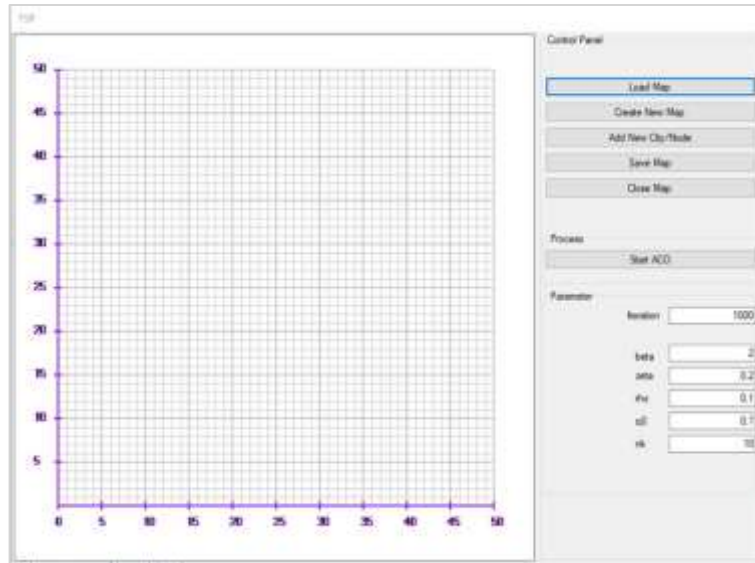 TSP
Control Panel
Load Map
Create New Map
Add New City/Node
Save Map
Close Map
Process
Start ACO
Parameter
Iteration 1000
beta 2
zeta 0.2
rho 0.1
q0 0.1
nk 10
50
45
40
35
30
25
20
15
10
5
0 5 10 15 20 25 30 35 40 45 50